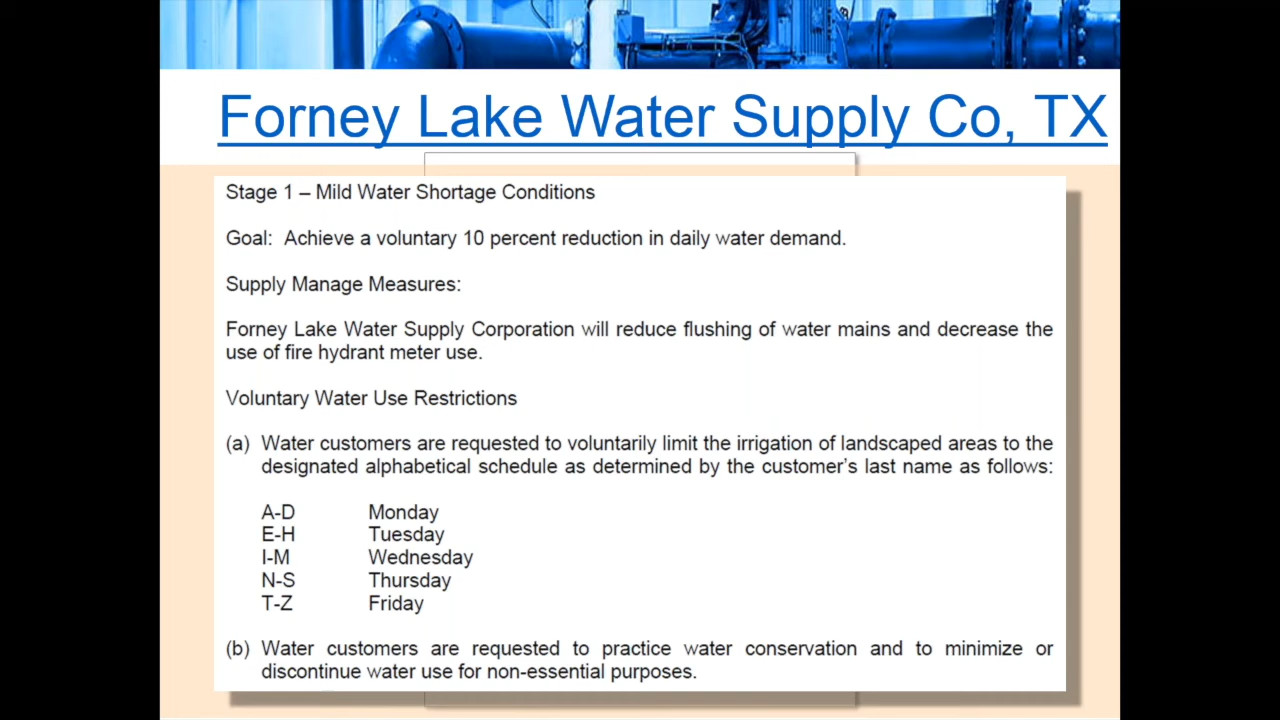 Forney Lake Water Supply Co, TX
Stage 1 – Mild Water Shortage Conditions
Goal:  Achieve a voluntary 10 percent reduction in daily water demand.
Supply Manage Measures:
Forney Lake Water Supply Corporation will reduce flushing of water mains and decrease the
use of fire hydrant meter use.
Voluntary Water Use Restrictions
(a) Water customers are requested to voluntarily limit the irrigation of landscaped areas to the
designated alphabetical schedule as determined by the customer's last name as follows:
A-D Monday
E-H Tuesday
I-M Wednesday
N-S Thursday
T-Z Friday
(b) Water customers are requested to practice water conservation and to minimize or
discontinue water use for non-essential purposes.